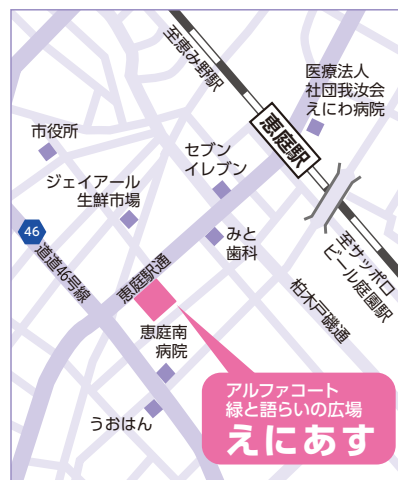 至恵み野駅
医療法人
社団我汝会
えにわ病院
恵庭駅
市役所
セブン
イレブン
ジェイアール
生鮮市場
46
道道46号線
恵庭駅通
みと
歯科
至サッポロ
ビール庭園駅
柏木戸磯通
恵庭南
病院
うおはん
アルファコート
緑と語らいの広場
えにあす